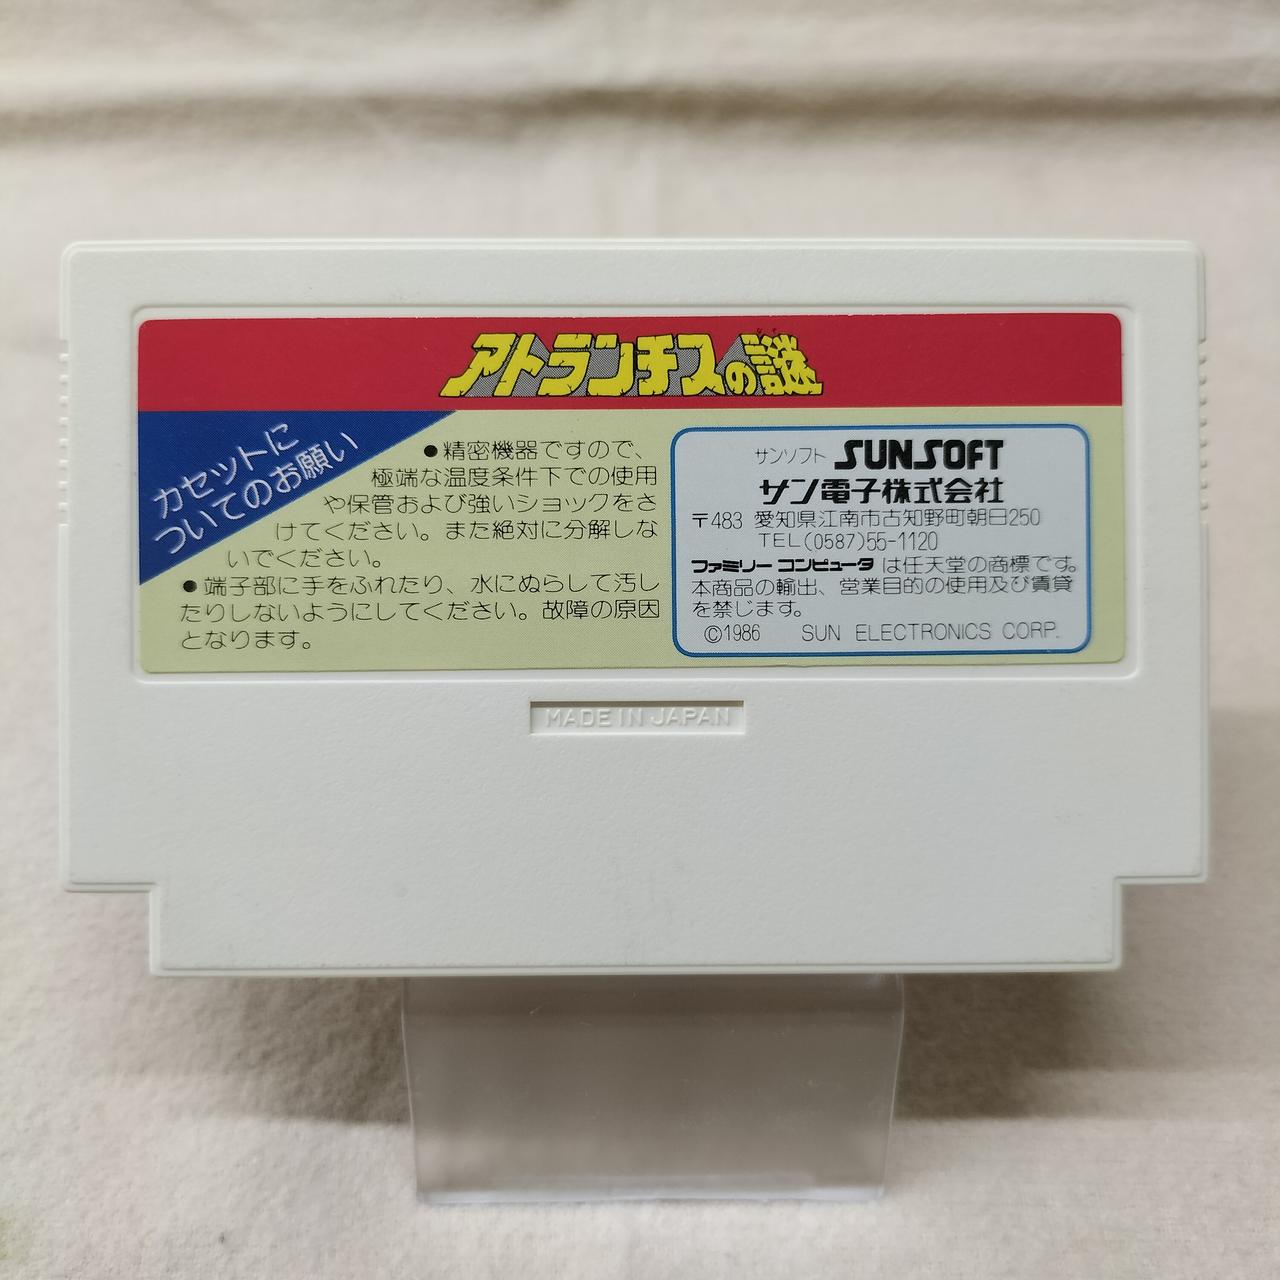 アトランチスの謎
カセットに
ついてのお願い
●精密機器ですので、
極端な温度条件下での使用
や保管および強いショックをさ
けてください。また絶対に分解しな
いでください。
●端子部に手をふれたり、水にぬらして汚し
たりしないようにしてください。故障の原因
となります。
サンソフト SUNSOFT
サン電子株式会社
〒483 愛知県江南市古知野町朝日250
TEL(0587)55-1120
ファミリーコンピュータは任天堂の商標です。
本商品の輸出、営業目的の使用及び賃貸
を禁じます。
©1986 SUN ELECTRONICS CORP.
MADE IN JAPAN